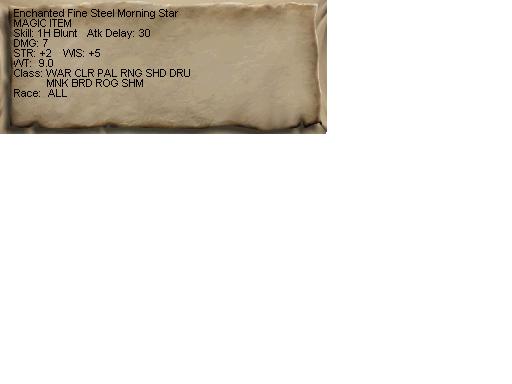 Enchanted Fine Steel Morning Star
MAGIC ITEM
Skill: 1H Blunt Atk Delay: 30
DMG: 7
STR: +2 WIS: +5
WT: 9.0
Class: WAR CLR PAL RNG SHD DRU
MNK BRD ROG SHM
Race: ALL